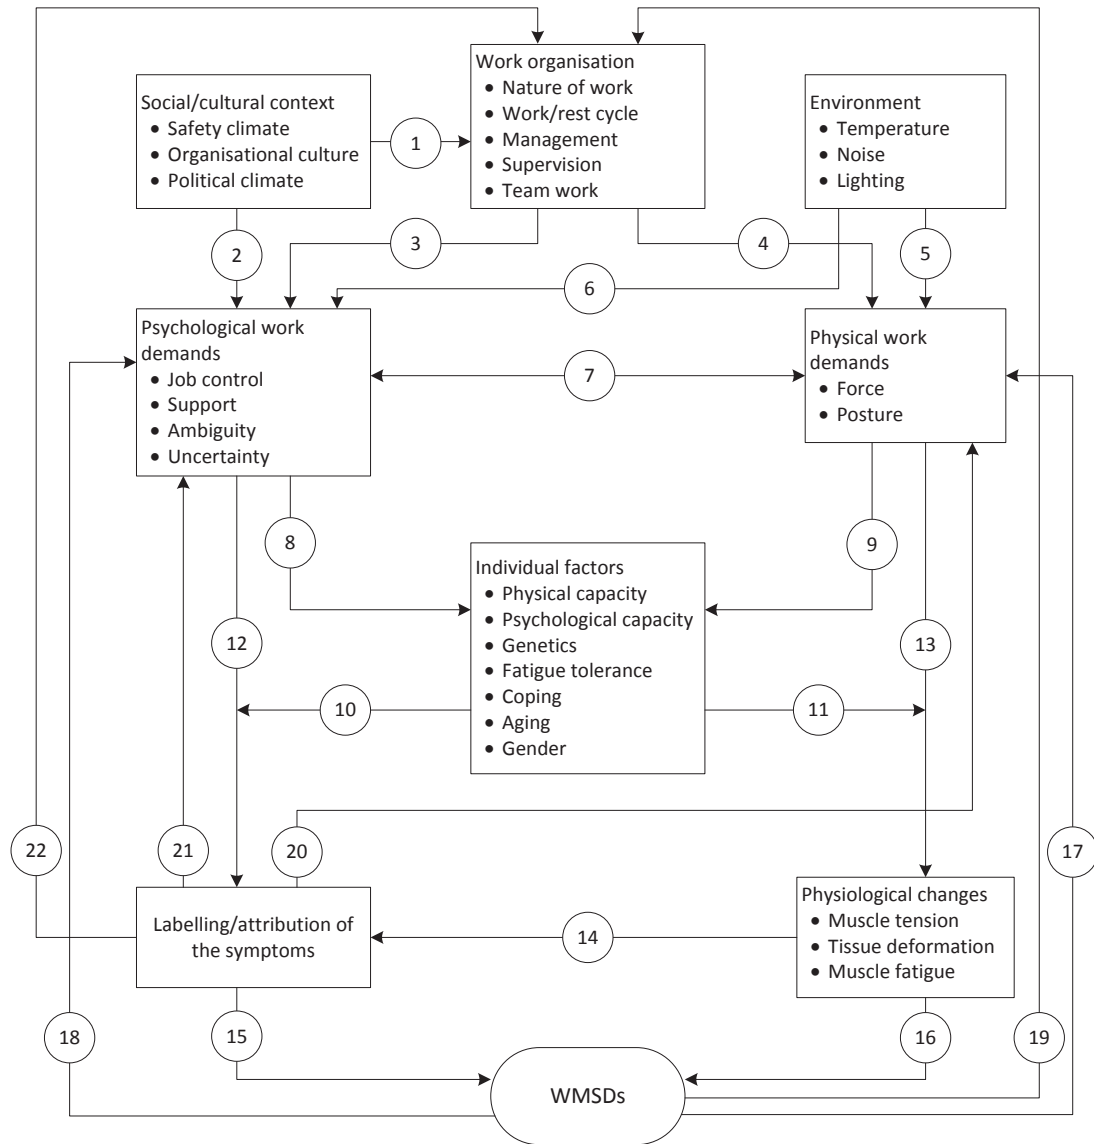 Work organisation
• Nature of work
• Work/rest cycle
• Management
• Supervision
• Team work
Social/cultural context
• Safety climate
• Organisational culture
• Political climate
Environment
• Temperature
• Noise
• Lighting
1
2
3
4
5
6
Psychological work
demands
• Job control
• Support
• Ambiguity
• Uncertainty
7
Physical work
demands
• Force
• Posture
8
9
Individual factors
• Physical capacity
• Psychological capacity
• Genetics
• Fatigue tolerance
• Coping
• Aging
• Gender
12
13
10
11
22
21
20
17
Labelling/attribution of
the symptoms
14
Physiological changes
• Muscle tension
• Tissue deformation
• Muscle fatigue
18
15
16
19
WMSDs